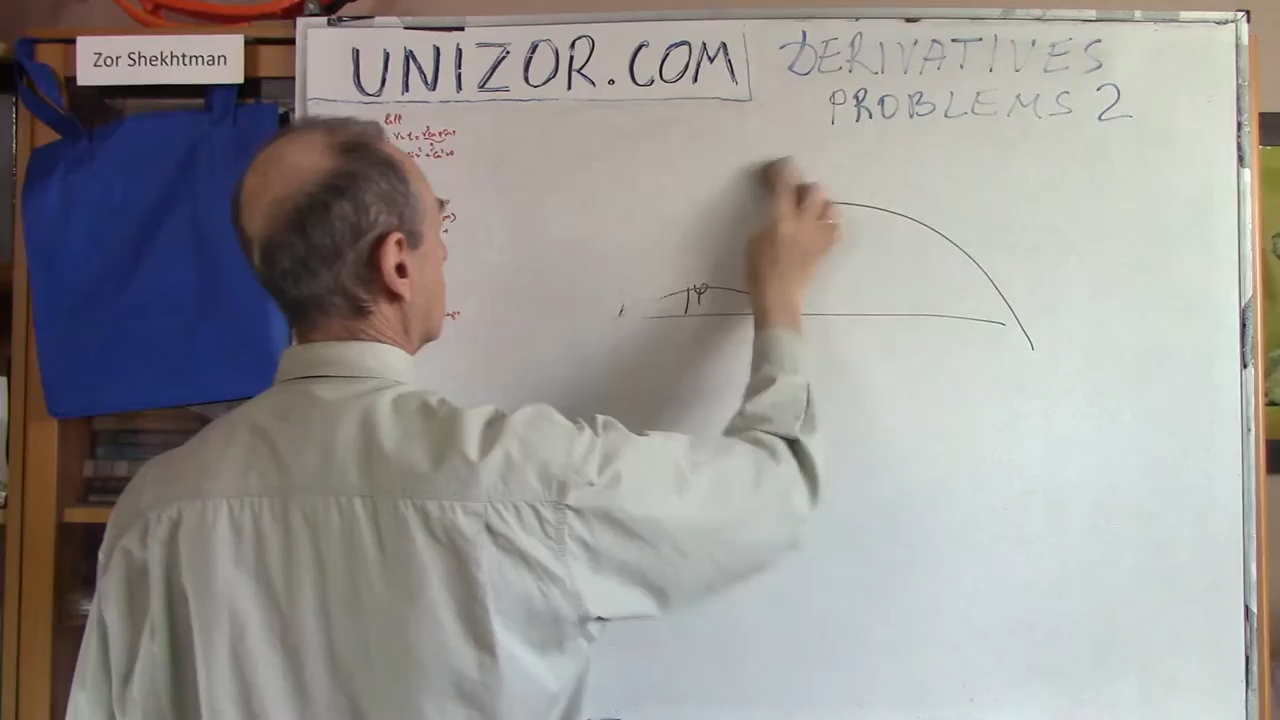 Zor Shekhtman
UNIZOR.COM
DERIVATIVES
PROBLEMS 2
φ